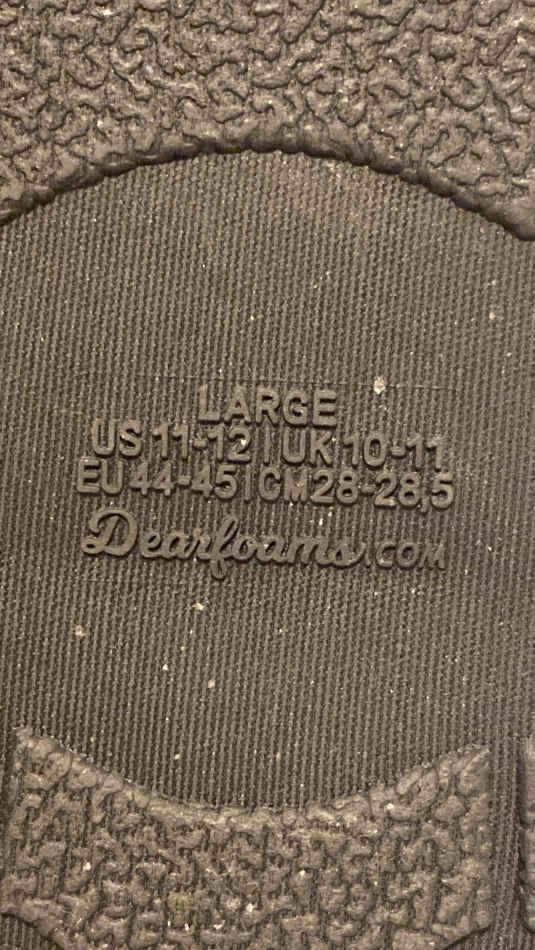 LARGE
US 11-12 | UK 10-11
EU 44-45 | CM 28-28,5
Dearfoams.COM